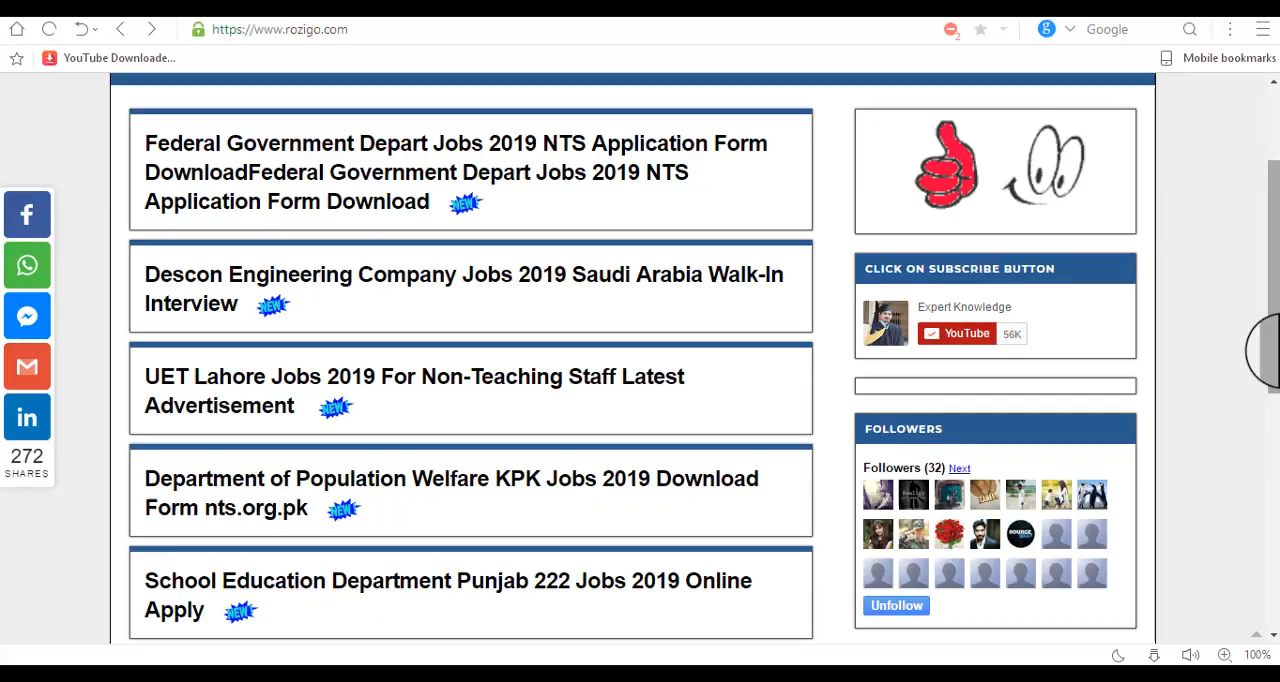 https://www.rozigo.com
2
Google
YouTube Downloade...
Mobile bookmarks
Federal Government Depart Jobs 2019 NTS Application Form
DownloadFederal Government Depart Jobs 2019 NTS
Application Form Download NEW
Descon Engineering Company Jobs 2019 Saudi Arabia Walk-In
Interview NEW
UET Lahore Jobs 2019 For Non-Teaching Staff Latest
Advertisement NEW
Department of Population Welfare KPK Jobs 2019 Download
Form nts.org.pk NEW
School Education Department Punjab 222 Jobs 2019 Online
Apply NEW
272
SHARES
CLICK ON SUBSCRIBE BUTTON
Expert Knowledge
YouTube 56K
FOLLOWERS
Followers (32) Next
Unfollow
100%